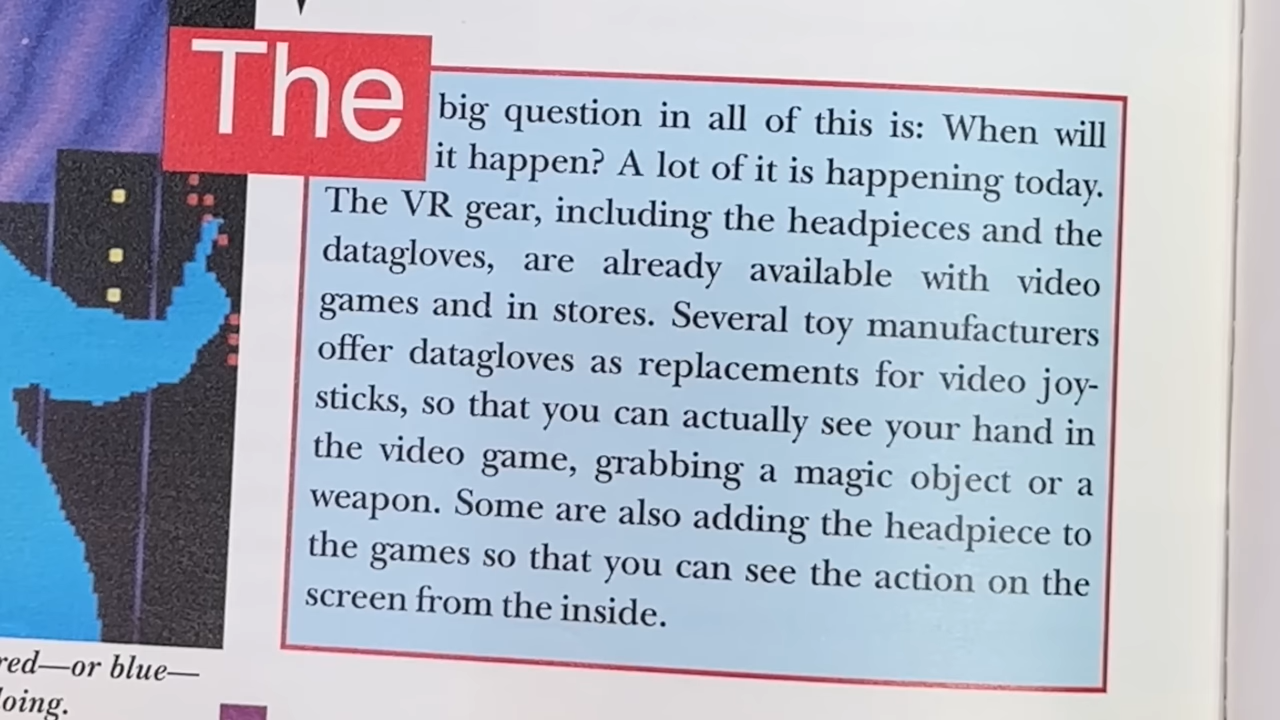 The big question in all of this is: When will
it happen? A lot of it is happening today.
The VR gear, including the headpieces and the
datagloves, are already available with video
games and in stores. Several toy manufacturers
offer datagloves as replacements for video joy-
sticks, so that you can actually see your hand in
the video game, grabbing a magic object or a
weapon. Some are also adding the headpiece to
the games so that you can see the action on the
screen from the inside.
red—or blue—
loing.